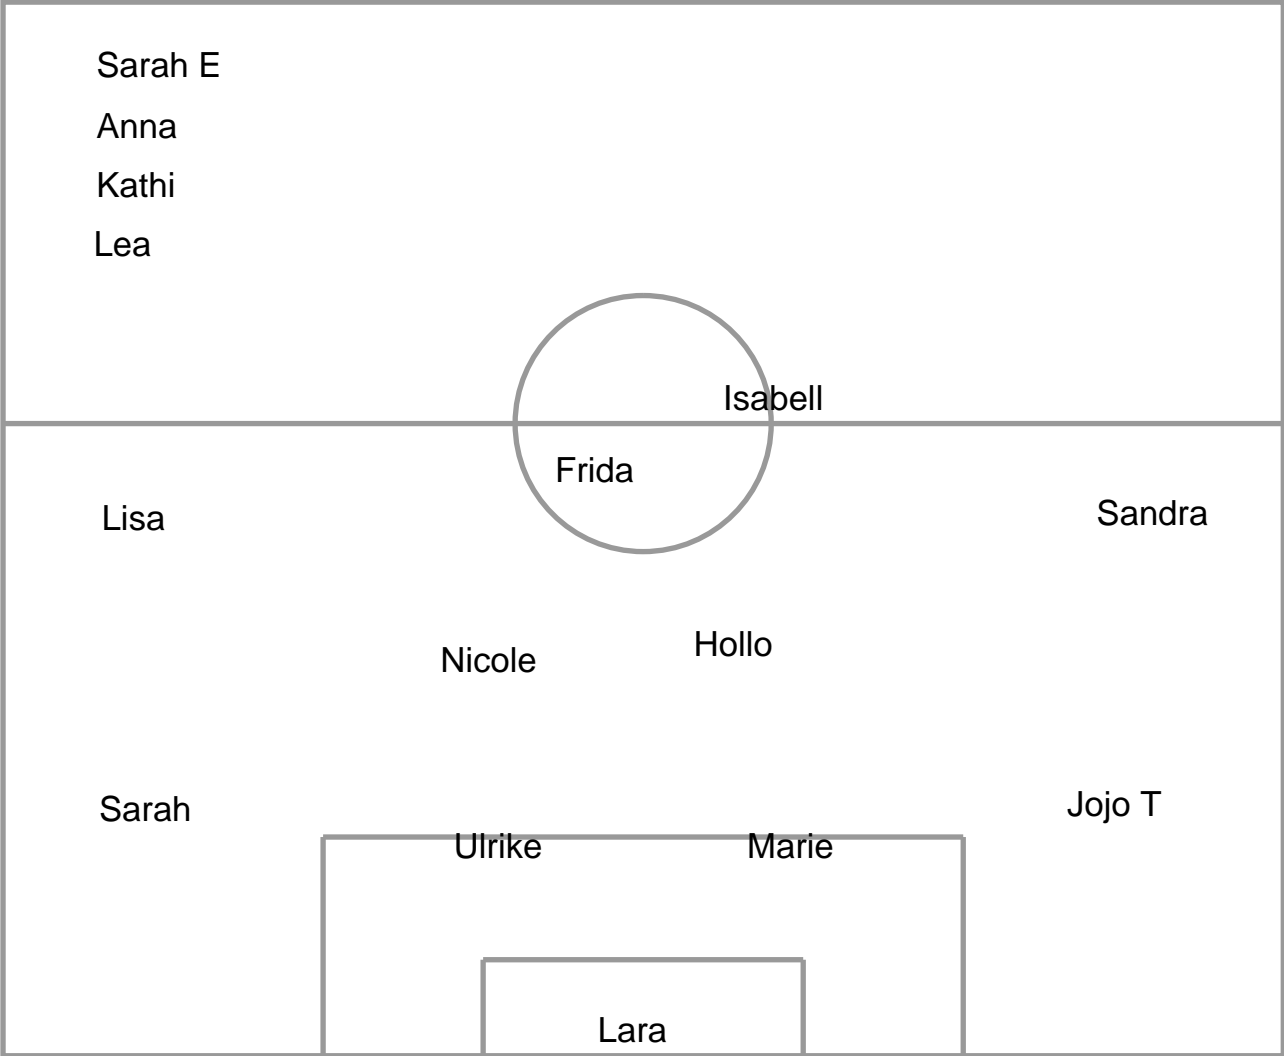 Sarah E
Anna
Kathi
Lea
Isabell
Frida
Lisa
Sandra
Nicole
Hollo
Sarah
Jojo T
Ulrike
Marie
Lara